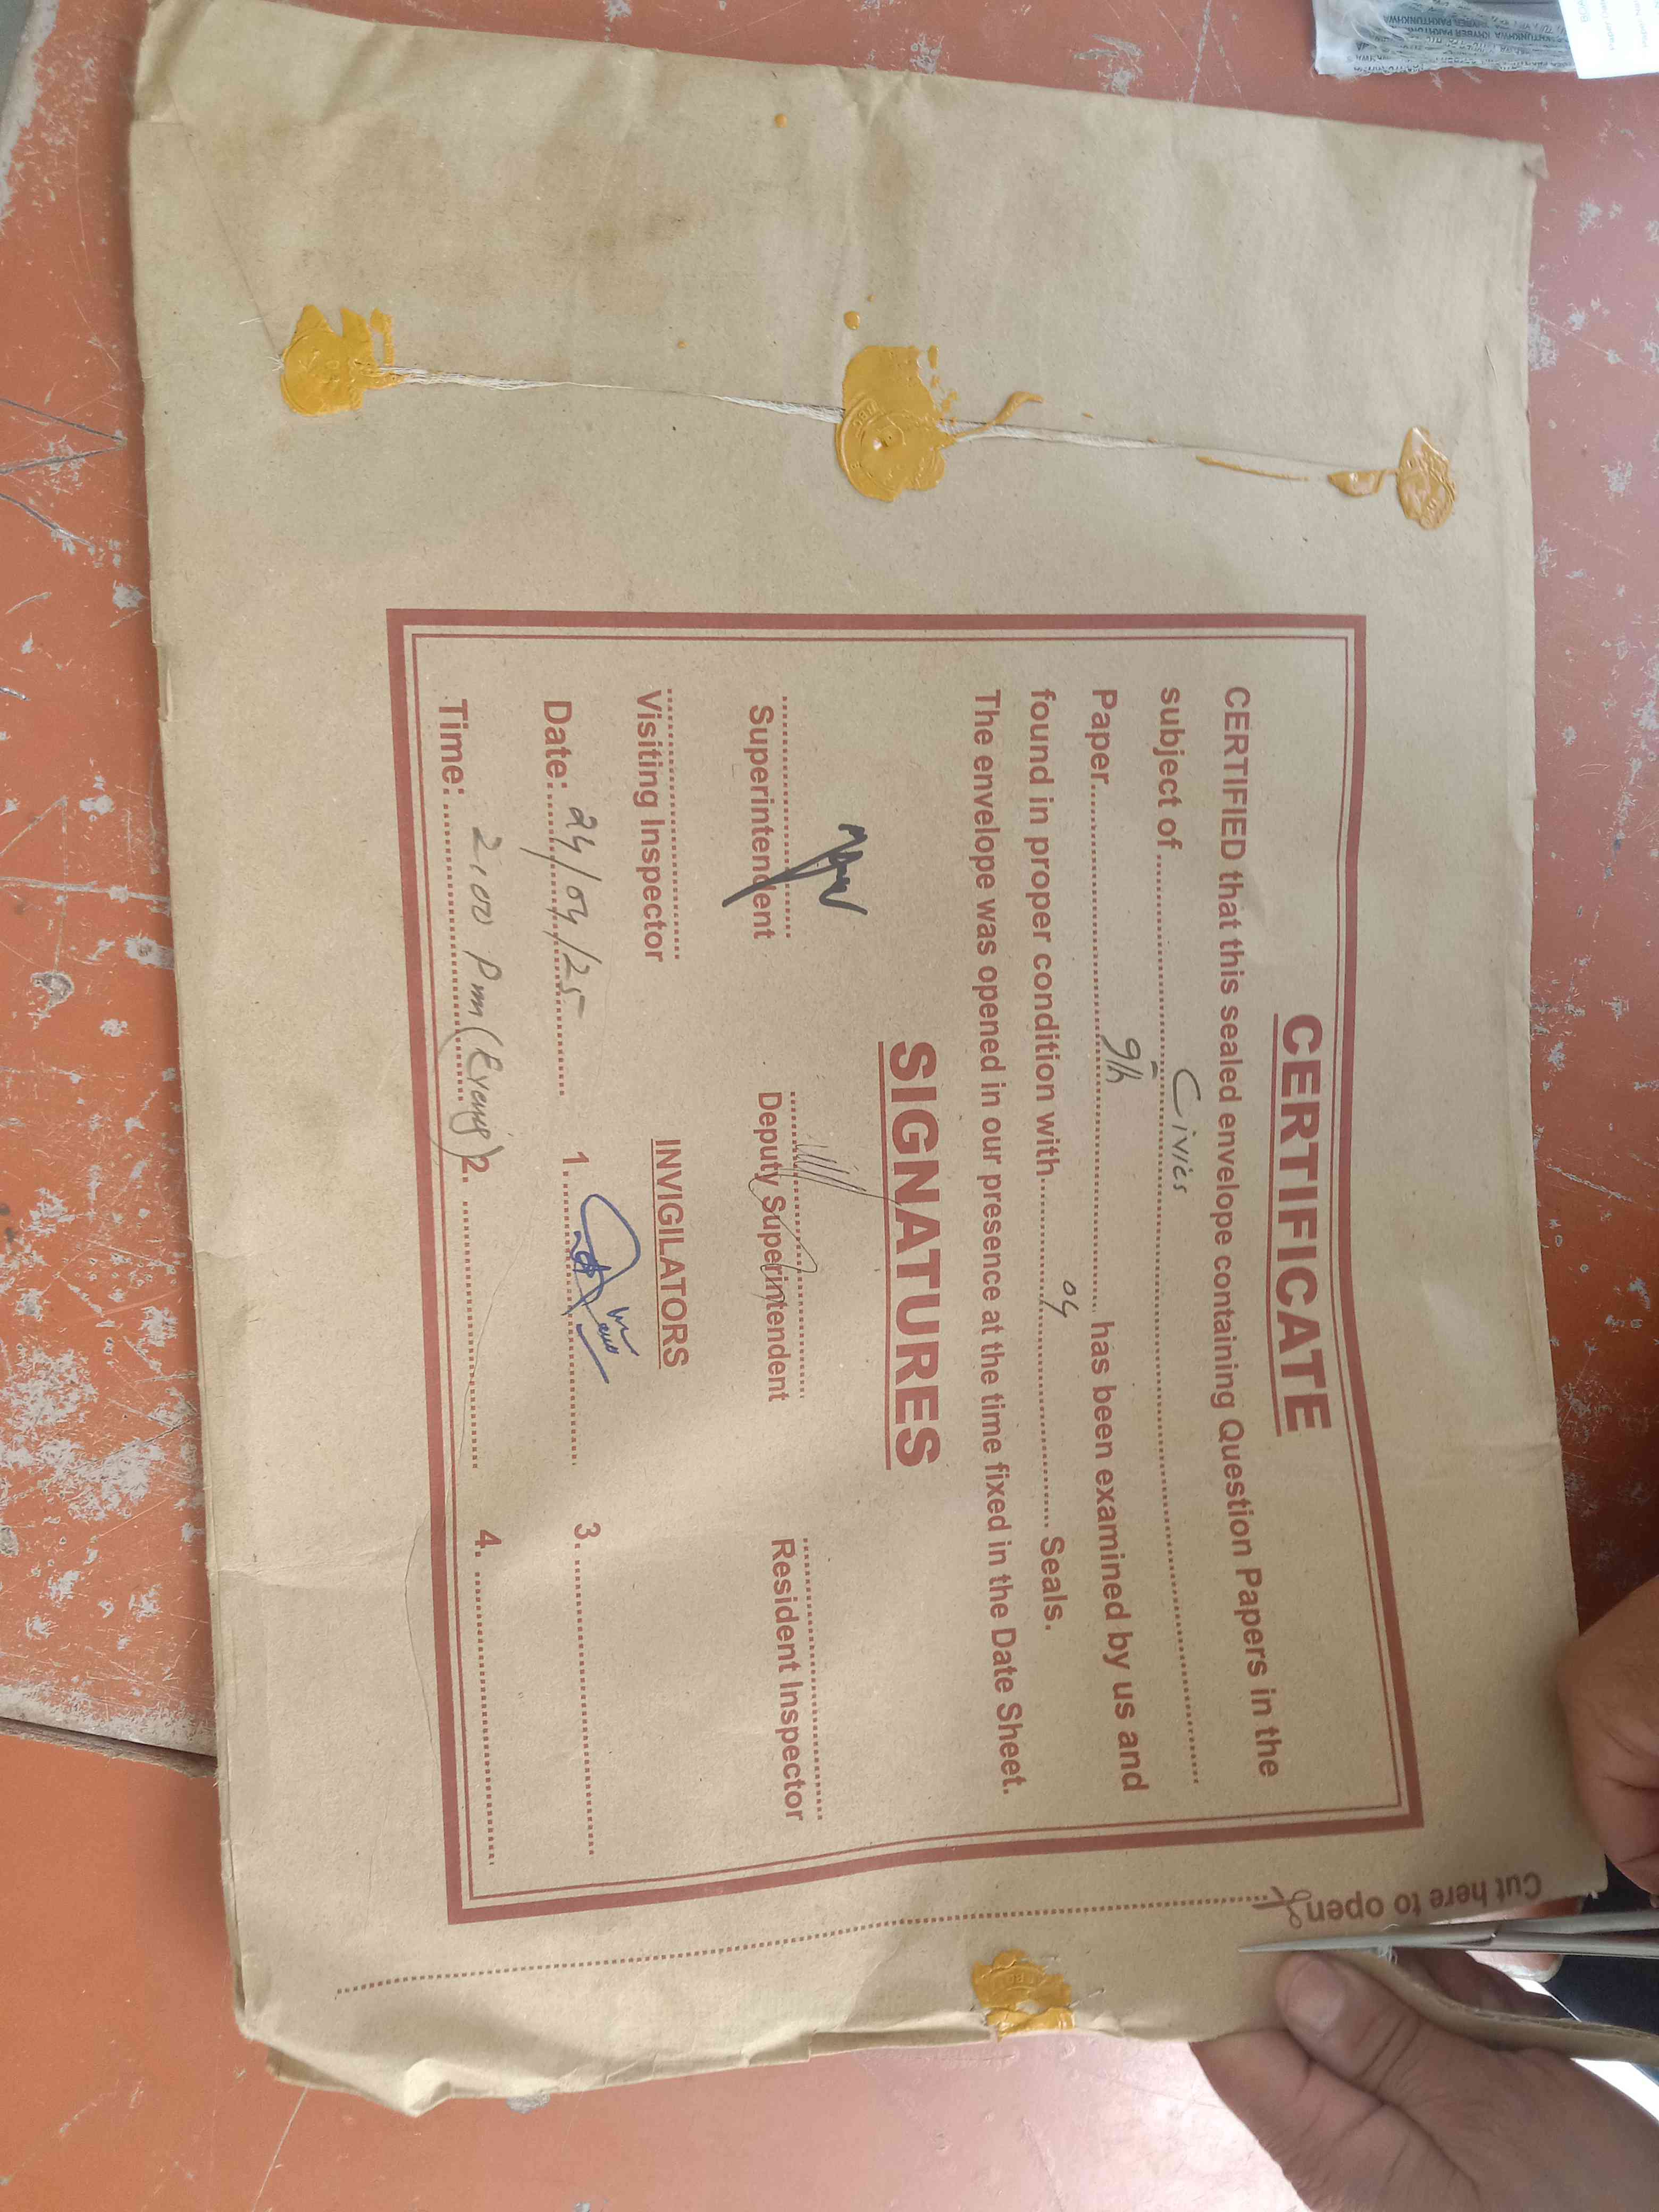 CERTIFICATE
CERTIFIED that this sealed envelope containing Question Papers in the
subject of ........ Civics ........
Paper........ 9th ........ has been examined by us and
found in proper condition with........ 04 ........ Seals.
The envelope was opened in our presence at the time fixed in the Date Sheet.
SIGNATURES
Superintendent
Deputy Superintendent
Resident Inspector
Visiting Inspector
INVIGILATORS
Date: 24/04/25
1.
3.
Time: 2:00 Pm (Eveng)
2.
4.
Cut here to open
KHYBER PAKHTUNKHWA